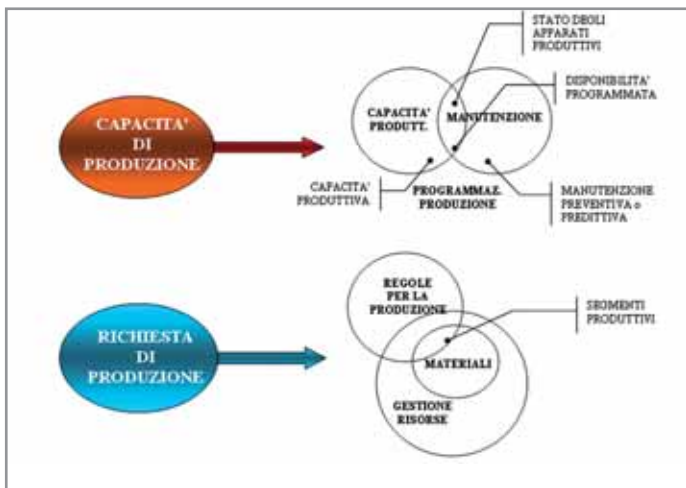 STATO DEGLI
APPARATI
PRODUTTIVI
DISPONIBILITA'
PROGRAMMATA
CAPACITA'
DI
PRODUZIONE
CAPACITA'
PRODUTT.
MANUTENZIONE
CAPACITA'
PRODUTTIVA
PROGRAMMAZ.
PRODUZIONE
MANUTENZIONE
PREVENTIVA o
PREDITTIVA
REGOLE
PER LA
PRODUZIONE
SEGMENTI
PRODUTTIVI
RICHIESTA
DI
PRODUZIONE
MATERIALI
GESTIONE
RISORSE